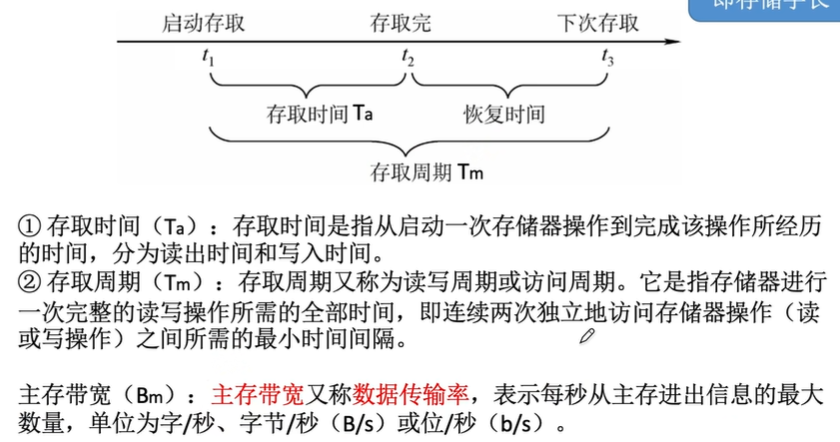 即存储字长
启动存取 存取完 下次存取
t1 t2 t3
存取时间 Ta 恢复时间
存取周期 Tm
① 存取时间（Ta）：存取时间是指从启动一次存储器操作到完成该操作所经历
的时间，分为读出时间和写入时间。
② 存取周期（Tm）：存取周期又称为读写周期或访问周期。它是指存储器进行
一次完整的读写操作所需的全部时间，即连续两次独立地访问存储器操作（读
或写操作）之间所需的最小时间间隔。
主存带宽（Bm）：主存带宽又称数据传输率，表示每秒从主存进出信息的最大
数量，单位为字/秒、字节/秒（B/s）或位/秒（b/s）。